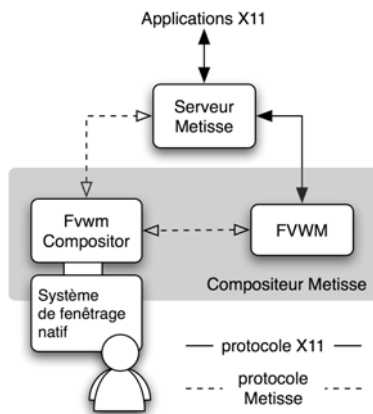 Applications X11
Serveur
Metisse
Fvwm
Compositor
FVWM
Compositeur Metisse
Système
de fenêtrage
natif
protocole X11
protocole
Metisse